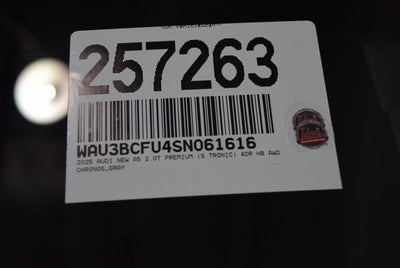 257263
WAU3BCFU4SN061616
2025 AUDI NEW A5 2.0T PREMIUM (S TRONIC) 4DR HB AWD
CHRONOS_GRAY